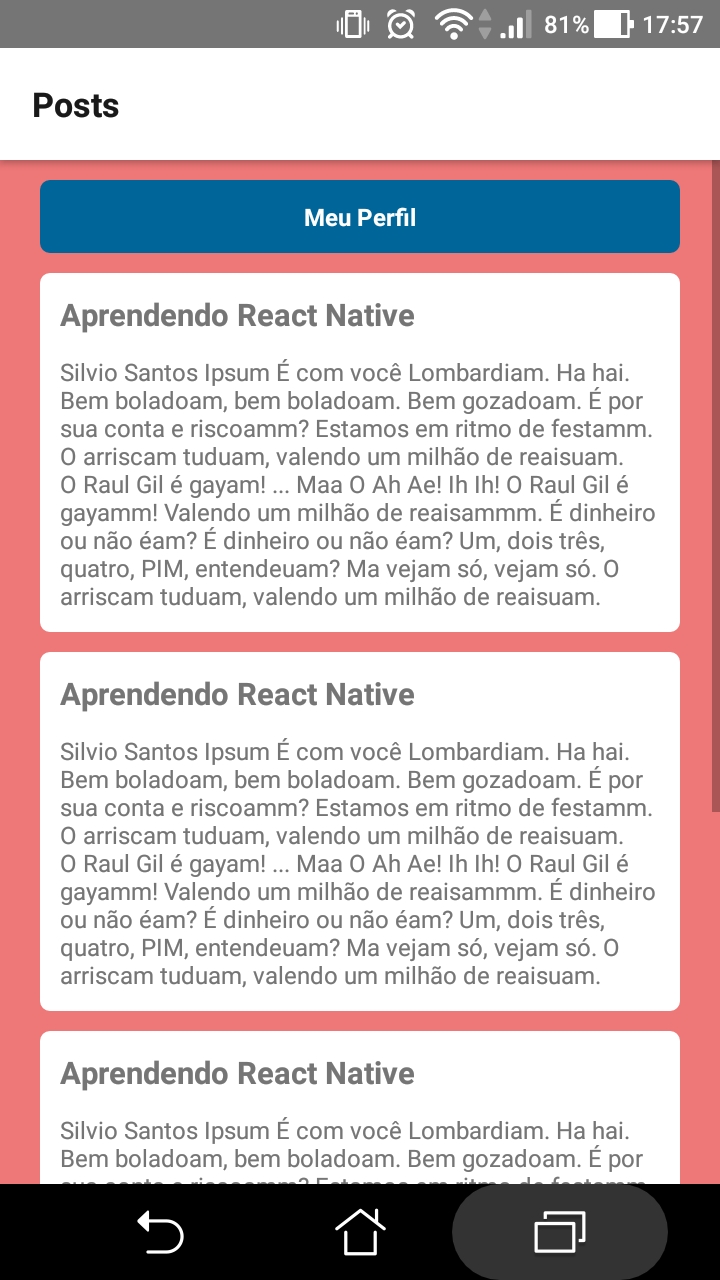 81% 17:57
Posts
Meu Perfil
Aprendendo React Native
Silvio Santos Ipsum É com você Lombardiam. Ha hai.
Bem boladoam, bem boladoam. Bem gozadoam. É por
sua conta e riscoamm? Estamos em ritmo de festamm.
O arriscam tuduam, valendo um milhão de reaisuam.
O Raul Gil é gayam! ... Maa O Ah Ae! Ih Ih! O Raul Gil é
gayamm! Valendo um milhão de reaisammm. É dinheiro
ou não éam? É dinheiro ou não éam? Um, dois três,
quatro, PIM, entendeuam? Ma vejam só, vejam só. O
arriscam tuduam, valendo um milhão de reaisuam.
Aprendendo React Native
Silvio Santos Ipsum É com você Lombardiam. Ha hai.
Bem boladoam, bem boladoam. Bem gozadoam. É por
sua conta e riscoamm? Estamos em ritmo de festamm.
O arriscam tuduam, valendo um milhão de reaisuam.
O Raul Gil é gayam! ... Maa O Ah Ae! Ih Ih! O Raul Gil é
gayamm! Valendo um milhão de reaisammm. É dinheiro
ou não éam? É dinheiro ou não éam? Um, dois três,
quatro, PIM, entendeuam? Ma vejam só, vejam só. O
arriscam tuduam, valendo um milhão de reaisuam.
Aprendendo React Native
Silvio Santos Ipsum É com você Lombardiam. Ha hai.
Bem boladoam, bem boladoam. Bem gozadoam. É por